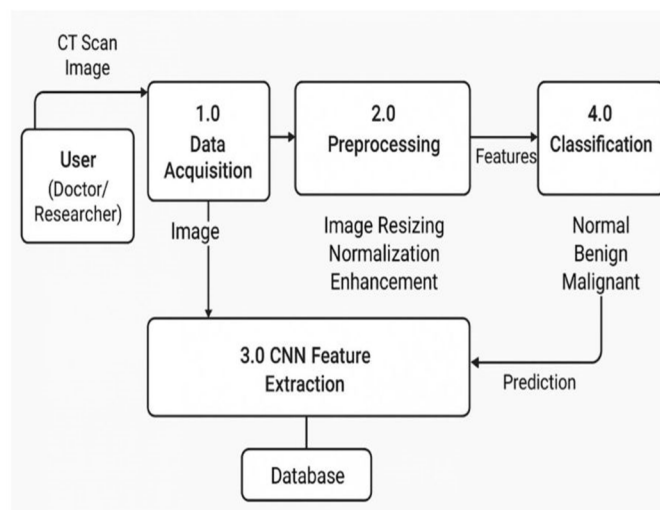 CT Scan
Image
User
(Doctor/
Researcher)
1.0
Data
Acquisition
2.0
Preprocessing
Features
4.0
Classification
Image
Image Resizing
Normalization
Enhancement
Normal
Benign
Malignant
3.0 CNN Feature
Extraction
Prediction
Database